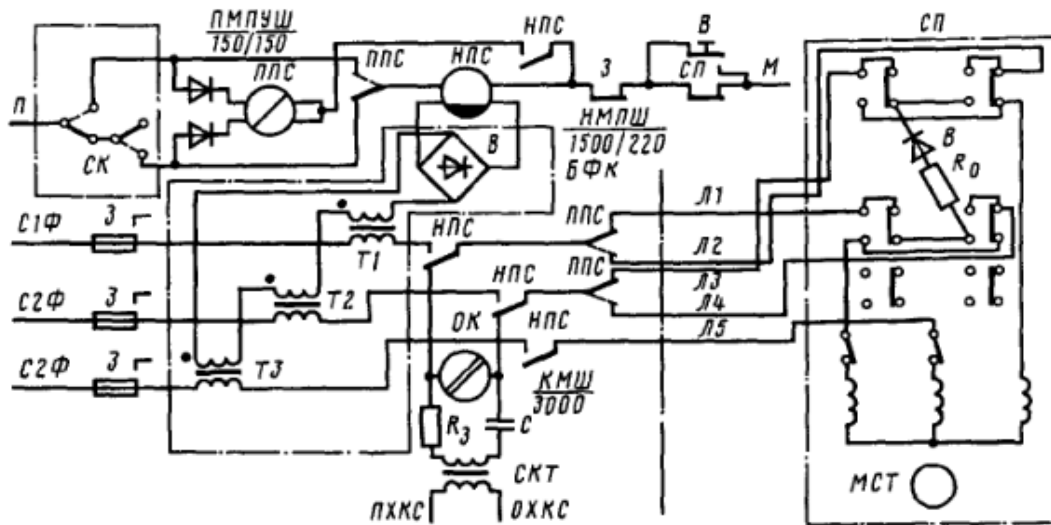 ПМПУШ
150/150
НПС
В
СП
ППС
ППС
НПС
З
СП
М
П
СК
НМПШ
1500/220
БФК
В
В
R0
С1Ф
З
Т1
НПС
ППС
Л1
Л2
ППС
Л3
Л4
С2Ф
З
Т2
НПС
ОК
НПС
Л5
С2Ф
З
Т3
КМШ
3000
R3
С
СКТ
ПХКС
ОХКС
МСТ